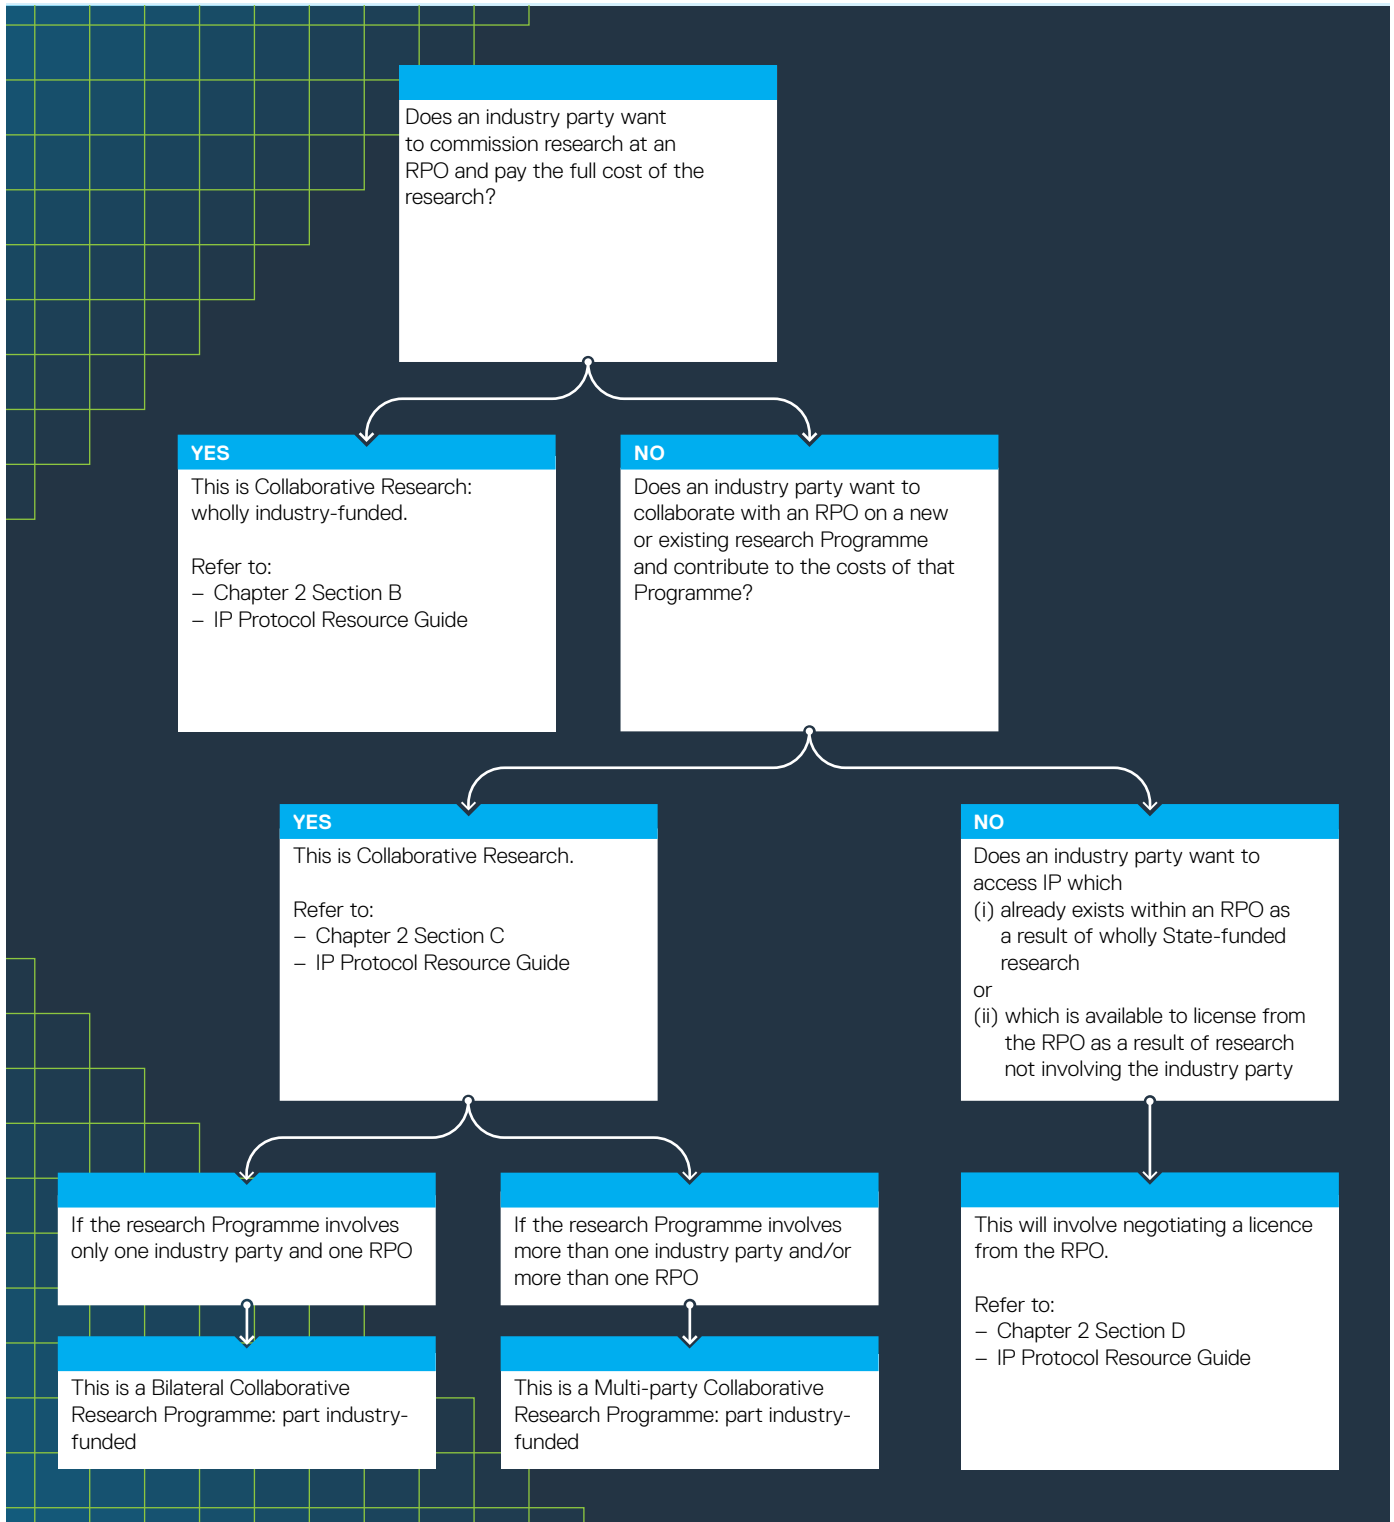 Does an industry party want
to commission research at an
RPO and pay the full cost of the
research?
YES
This is Collaborative Research:
wholly industry-funded.
Refer to:
– Chapter 2 Section B
– IP Protocol Resource Guide
NO
Does an industry party want to
collaborate with an RPO on a new
or existing research Programme
and contribute to the costs of that
Programme?
YES
This is Collaborative Research.
Refer to:
– Chapter 2 Section C
– IP Protocol Resource Guide
NO
Does an industry party want to
access IP which
(i) already exists within an RPO as
a result of wholly State-funded
research
or
(ii) which is available to license from
the RPO as a result of research
not involving the industry party
If the research Programme involves
only one industry party and one RPO
If the research Programme involves
more than one industry party and/or
more than one RPO
This will involve negotiating a licence
from the RPO.
Refer to:
– Chapter 2 Section D
– IP Protocol Resource Guide
This is a Bilateral Collaborative
Research Programme: part industry-
funded
This is a Multi-party Collaborative
Research Programme: part industry-
funded